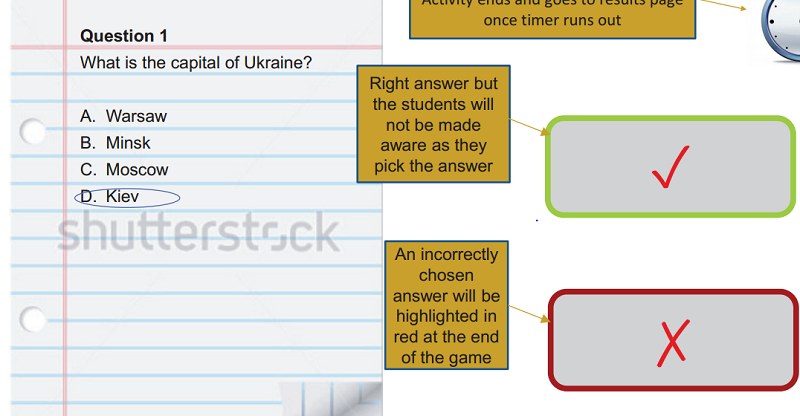 Activity ends and goes to results page
once timer runs out
Question 1
What is the capital of Ukraine?
A. Warsaw
B. Minsk
C. Moscow
D. Kiev
shutterstock
Right answer but
the students will
not be made
aware as they
pick the answer
An incorrectly
chosen
answer will be
highlighted in
red at the end
of the game